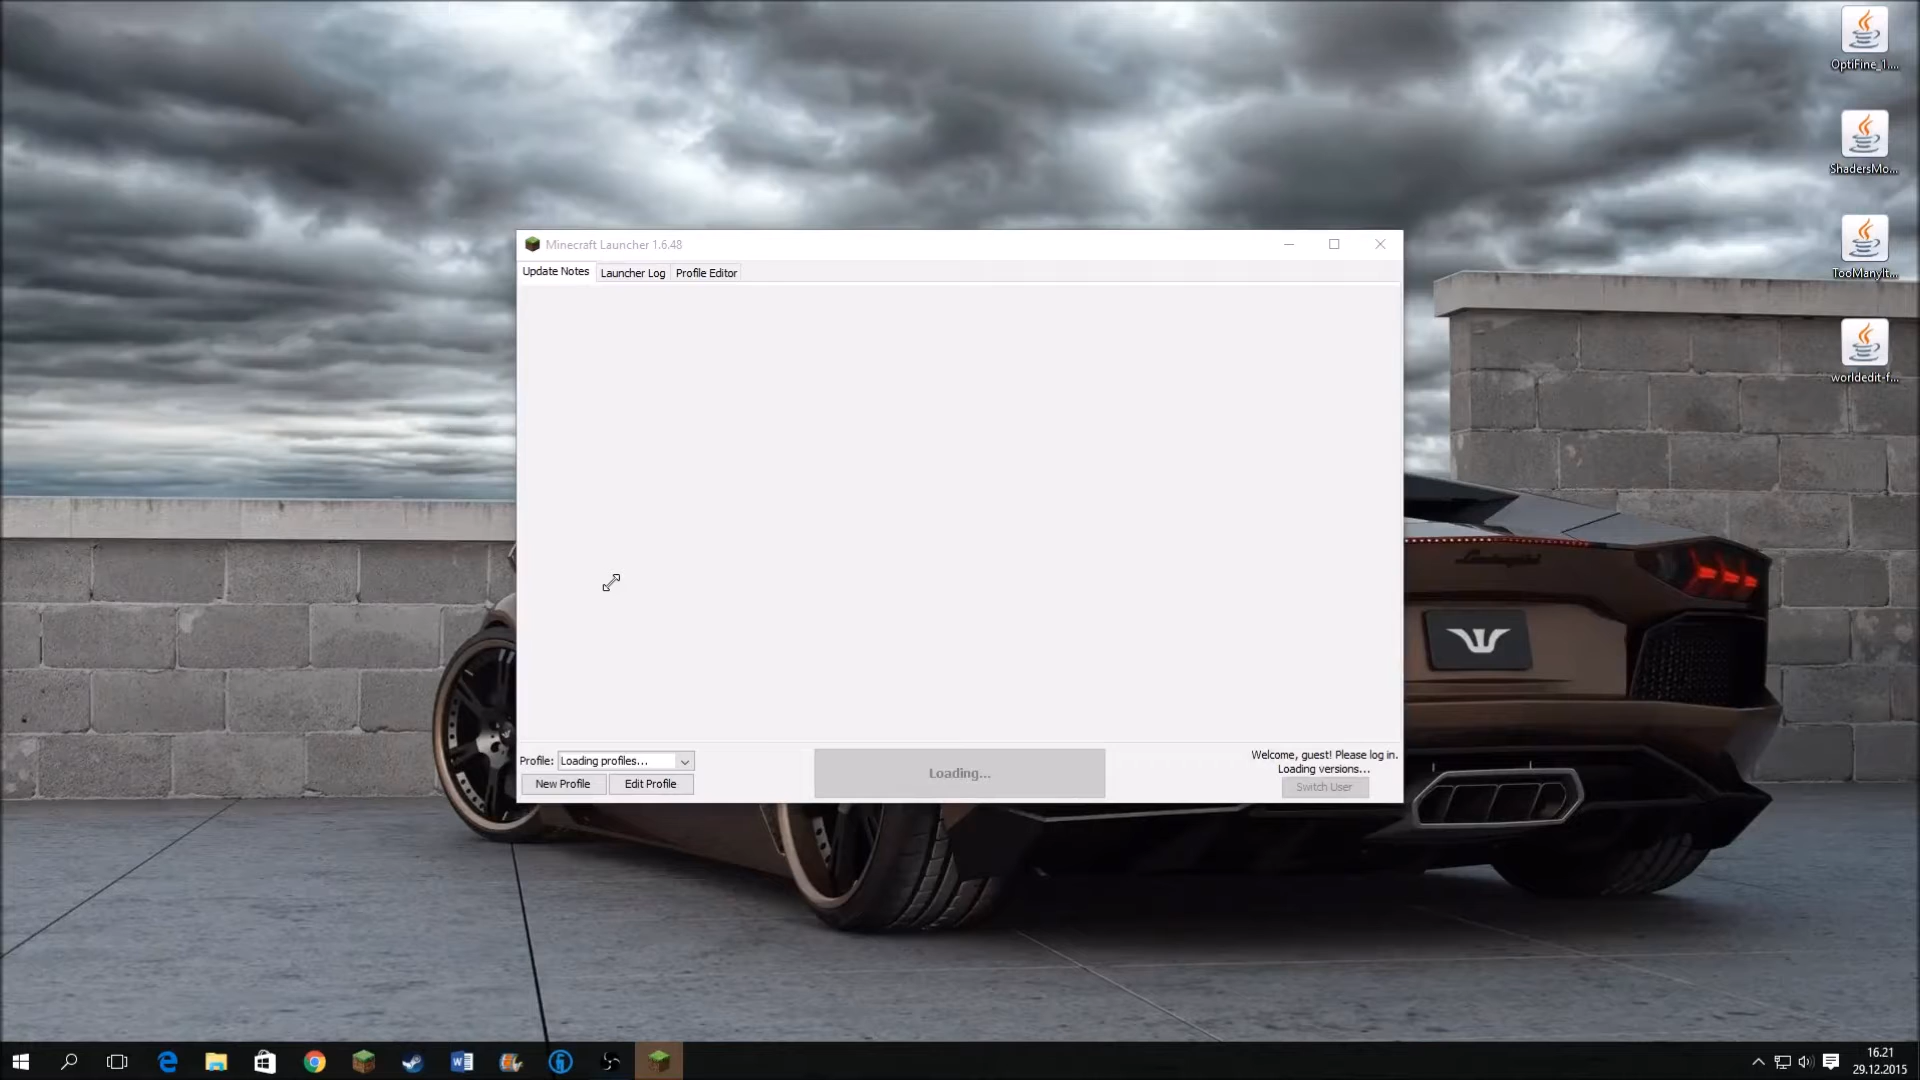 OptiFine_1....
ShadersMo...
TooManyIt...
worldedit-f...
Minecraft Launcher 1.6.48
Update Notes
Launcher Log
Profile Editor
Profile:
Loading profiles...
New Profile
Edit Profile
Loading...
Welcome, guest! Please log in.
Loading versions...
Switch User
16.21
29.12.2015